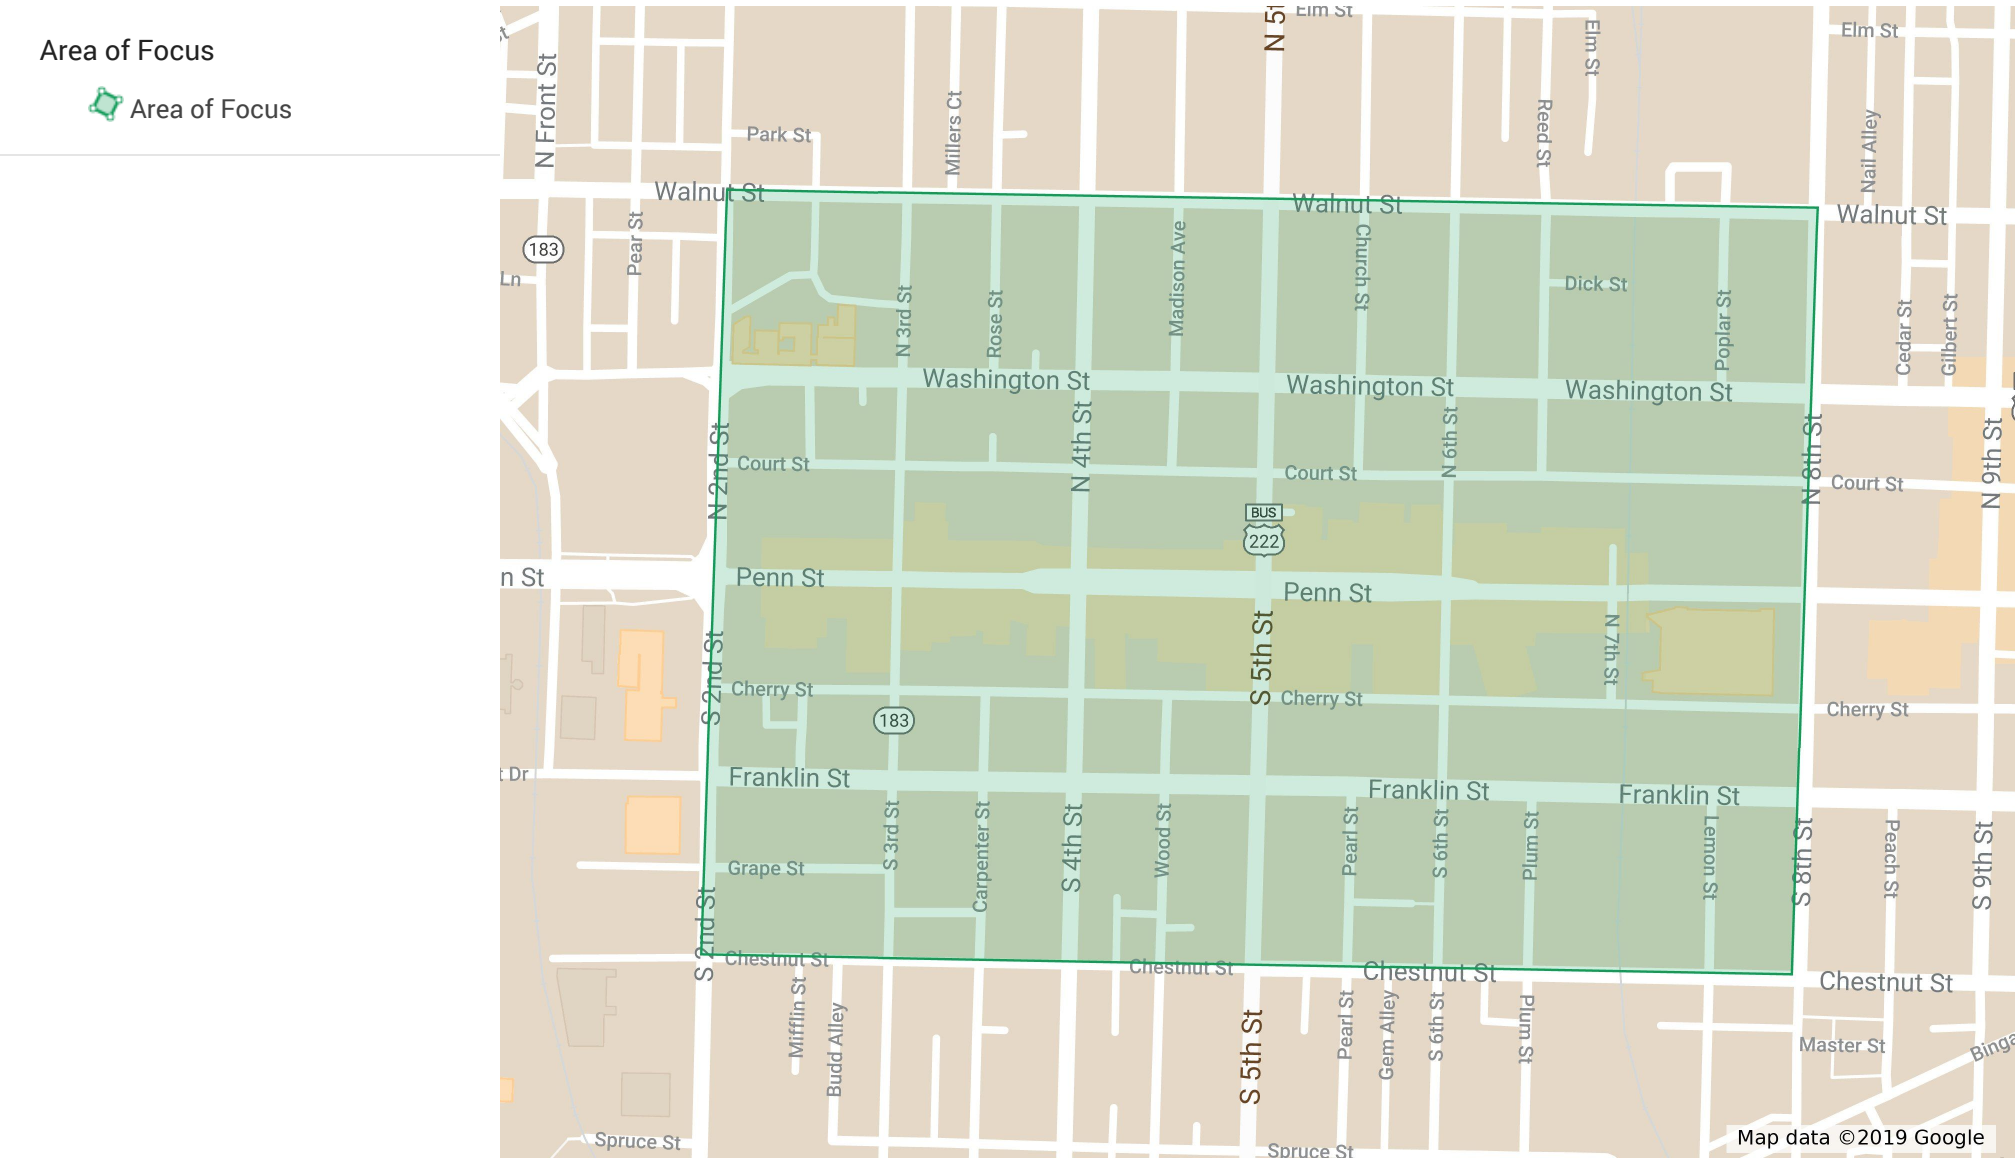 Area of Focus
Area of Focus
Elm St
N 5t
Elm St
Elm St
N Front St
Millers Ct
Reed St
Nail Alley
Park St
Walnut St
Walnut St
Walnut St
Pear St
183
Ln
Madison Ave
Church St
Dick St
N 3rd St
Rose St
Poplar St
Cedar St
Gilbert St
Washington St
Washington St
Washington St
N 2nd St
N 4th St
N 6th St
N 8th St
N 9th St
Court St
Court St
Court St
BUS
222
n St
Penn St
Penn St
S 2nd St
S 5th St
N 7th St
Cherry St
Cherry St
Cherry St
183
t Dr
Franklin St
Franklin St
Franklin St
S 3rd St
Carpenter St
S 4th St
Wood St
Pearl St
S 6th St
Plum St
Lemon St
S 8th St
Peach St
S 9th St
Grape St
S 2nd St
Chestnut St
Chestnut St
Chestnut St
Chestnut St
Mifflin St
Budd Alley
S 5th St
Pearl St
Gem Alley
S 6th St
Plum St
Master St
Binga
Spruce St
Spruce St
Map data ©2019 Google